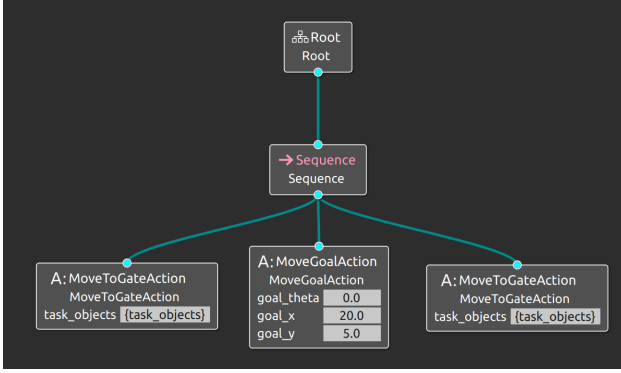 Root
Root
Sequence
Sequence
A: MoveToGateAction
MoveToGateAction
task_objects {task_objects}
A: MoveGoalAction
MoveGoalAction
goal_theta 0.0
goal_x 20.0
goal_y 5.0
A: MoveToGateAction
MoveToGateAction
task_objects {task_objects}